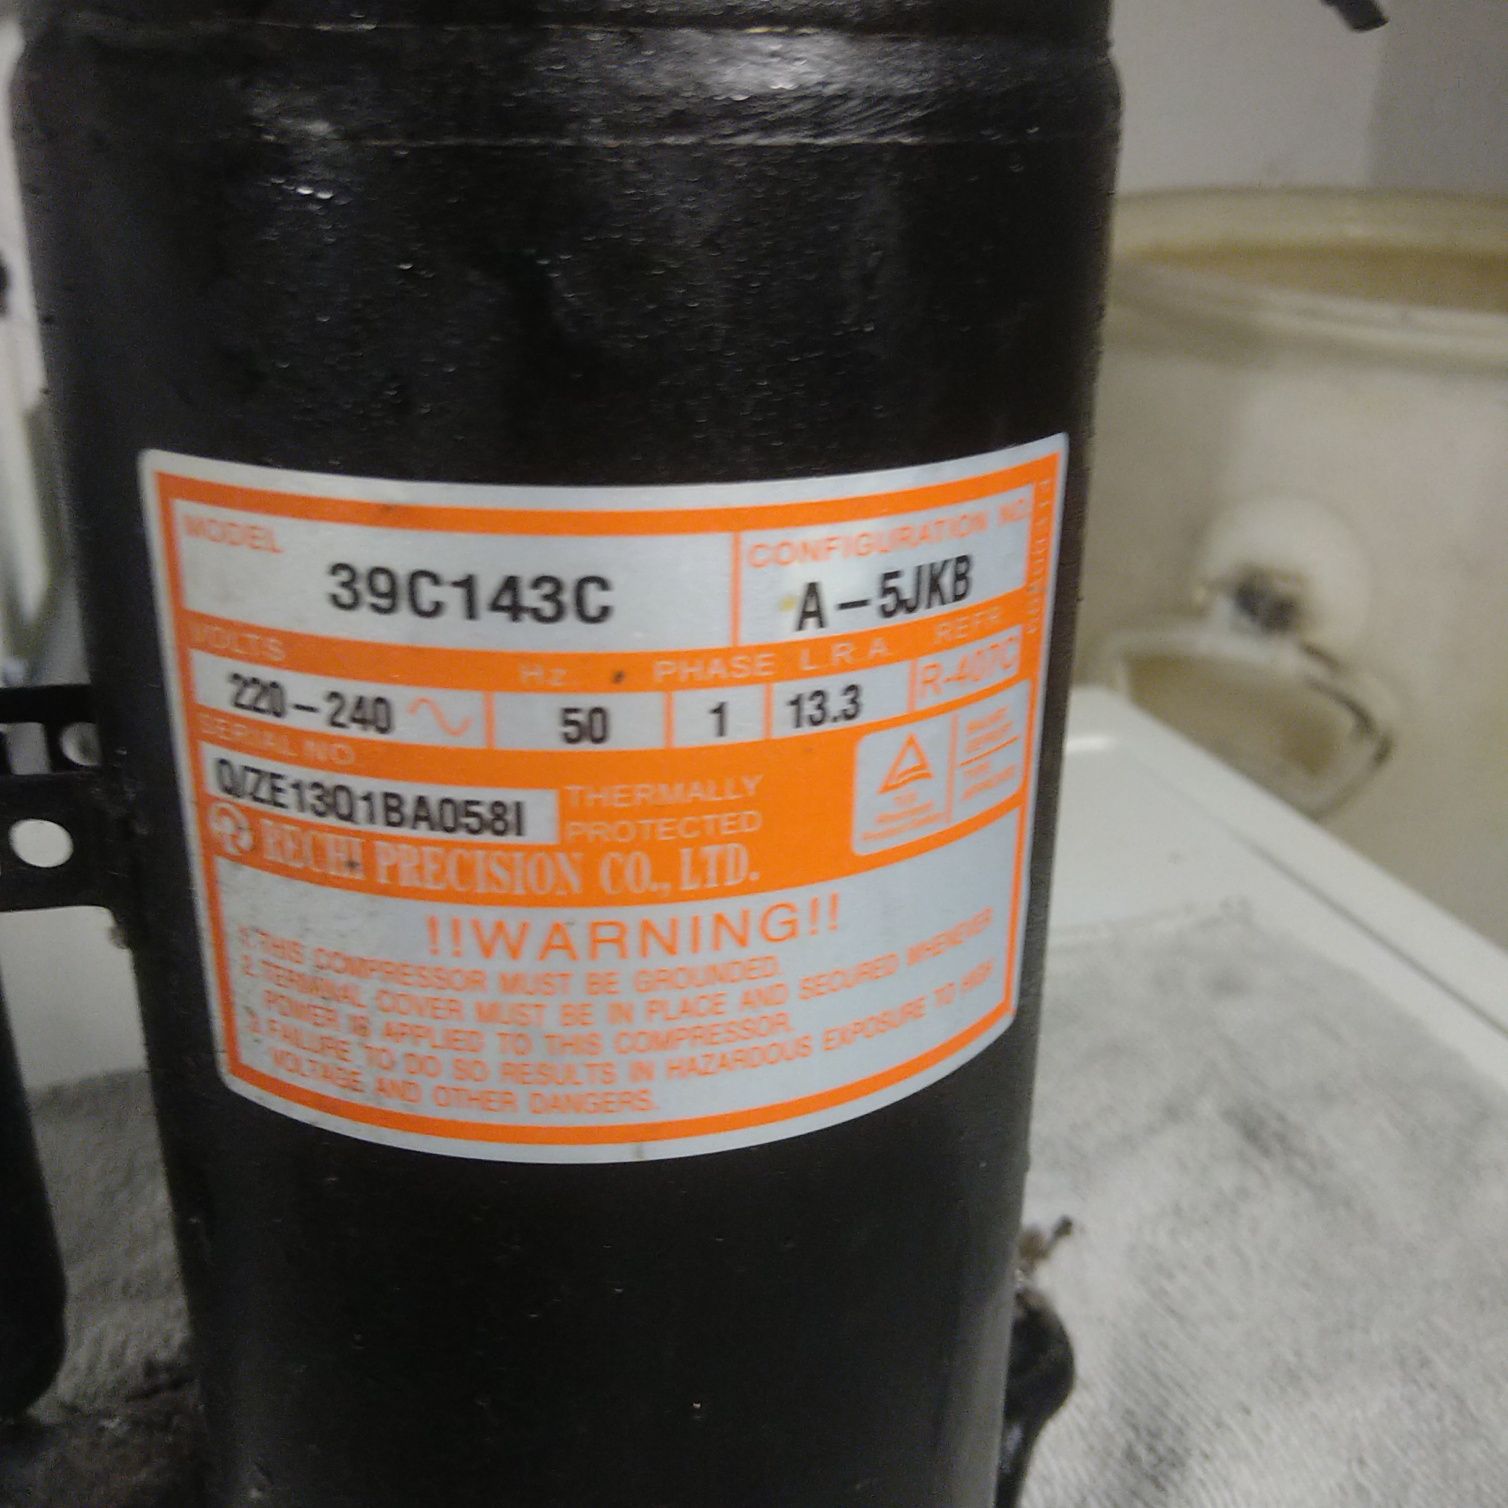 MODEL
CONFIGURATION NO
39C143C
A-5JKB
VOLTS
Hz
PHASE
L.R.A.
REFR
220-240
50
1
13.3
R-407C
SERIAL NO
Q/ZE13Q1BA058I
THERMALLY
PROTECTED
RECHI PRECISION CO., LTD.
!!WARNING!!
1. THIS COMPRESSOR MUST BE GROUNDED.
2. TERMINAL COVER MUST BE IN PLACE AND SECURED WHENEVER
POWER IS APPLIED TO THIS COMPRESSOR.
3. FAILURE TO DO SO RESULTS IN HAZARDOUS EXPOSURE TO HIGH
VOLTAGE AND OTHER DANGERS.